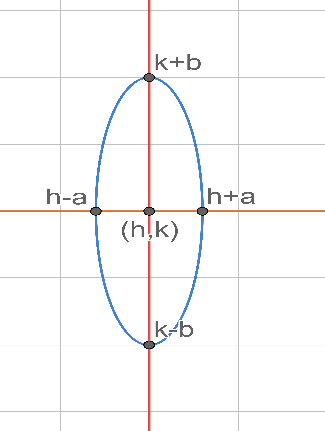 k+b
h-a
h+a
(h,k)
k-b